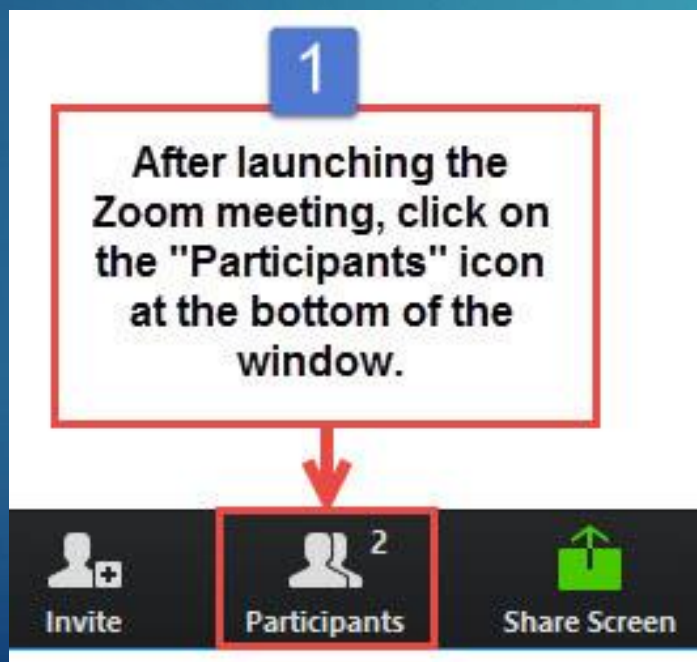 1
After launching the
Zoom meeting, click on
the "Participants" icon
at the bottom of the
window.
2
Invite
Participants
Share Screen